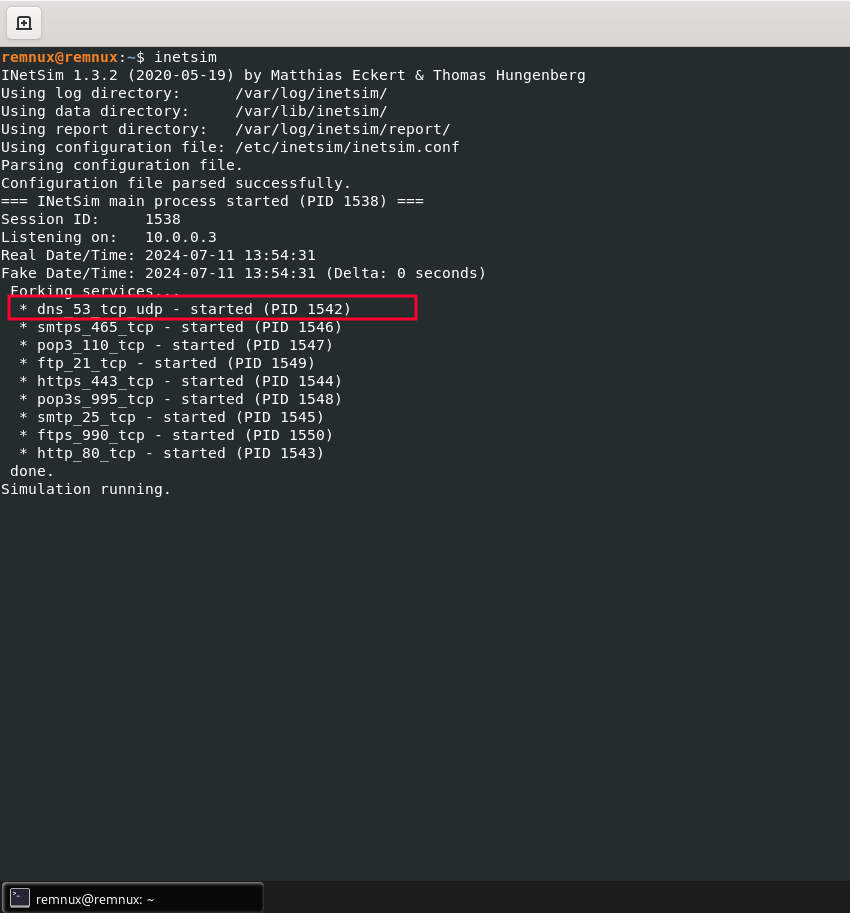 remnux@remnux:~$ inetsim
INetSim 1.3.2 (2020-05-19) by Matthias Eckert & Thomas Hungenberg
Using log directory:      /var/log/inetsim/
Using data directory:     /var/lib/inetsim/
Using report directory:   /var/log/inetsim/report/
Using configuration file: /etc/inetsim/inetsim.conf
Parsing configuration file.
Configuration file parsed successfully.
=== INetSim main process started (PID 1538) ===
Session ID:     1538
Listening on:   10.0.0.3
Real Date/Time: 2024-07-11 13:54:31
Fake Date/Time: 2024-07-11 13:54:31 (Delta: 0 seconds)
 Forking services...
  * dns_53_tcp_udp - started (PID 1542)
  * smtps_465_tcp - started (PID 1546)
  * pop3_110_tcp - started (PID 1547)
  * ftp_21_tcp - started (PID 1549)
  * https_443_tcp - started (PID 1544)
  * pop3s_995_tcp - started (PID 1548)
  * smtp_25_tcp - started (PID 1545)
  * ftps_990_tcp - started (PID 1550)
  * http_80_tcp - started (PID 1543)
 done.
Simulation running.
remnux@remnux: ~